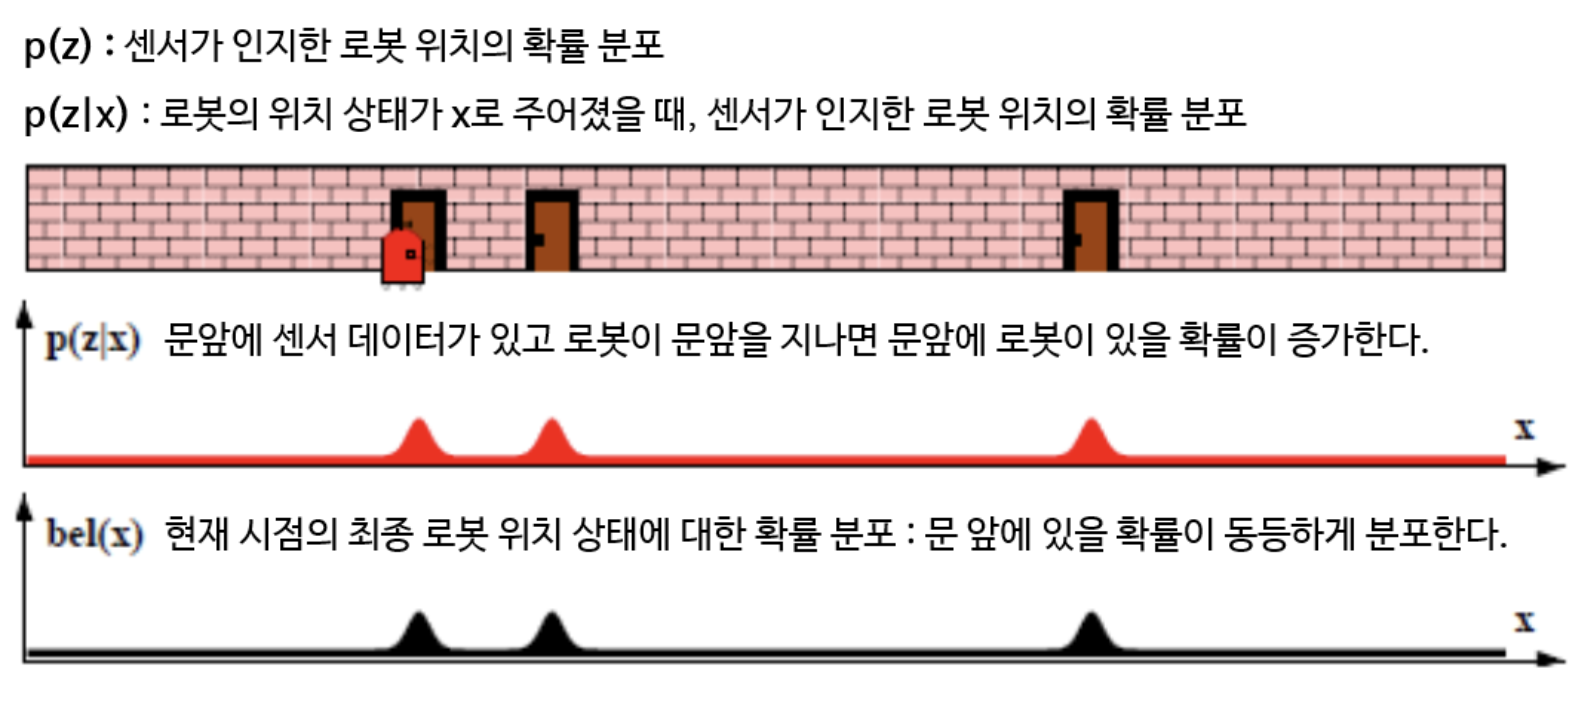 p(z) : 센서가 인지한 로봇 위치의 확률 분포
p(z|x) : 로봇의 위치 상태가 x로 주어졌을 때, 센서가 인지한 로봇 위치의 확률 분포
p(z|x) 문앞에 센서 데이터가 있고 로봇이 문앞을 지나면 문앞에 로봇이 있을 확률이 증가한다.
x
bel(x) 현재 시점의 최종 로봇 위치 상태에 대한 확률 분포 : 문 앞에 있을 확률이 동등하게 분포한다.
x